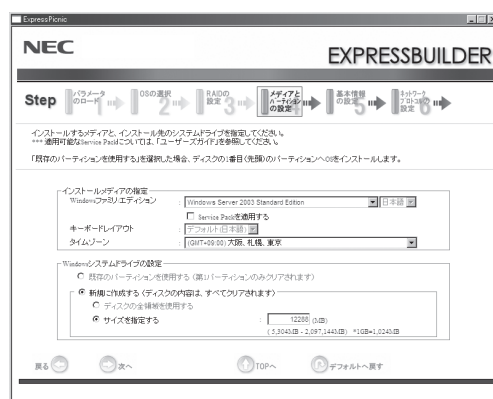 ExpressPicnic
NEC
EXPRESSBUILDER
Step
パラメータのロード 1
OSの選択 2
RAIDの設定 3
メディアとパーティションの設定
基本情報の設定 5
ネットワークプロトコルの設定 6
インストールするメディアと、インストール先のシステムドライブを指定してください。
*** 適用可能なService Packについては、「ユーザーズガイド」を参照してください。
「既存のパーティションを使用する」を選択した場合、ディスクの1番目(先頭)のパーティションへOSをインストールします。
インストールメディアの指定
Windowsファミリ/エディション : Windows Server 2003 Standard Edition 日本語
Service Packを適用する
キーボードレイアウト : デフォルト(日本語)
タイムゾーン : (GMT+09:00) 大阪、札幌、東京
Windowsシステムドライブの設定
既存のパーティションを使用する (第1パーティションのみクリアされます)
新規に作成する (ディスクの内容は、すべてクリアされます)
ディスクの全領域を使用する
サイズを指定する : 12288 (MB)
( 5,304MB - 2,097,144MB) *1GB=1,024MB
戻る
次へ
TOPへ
デフォルトへ戻す